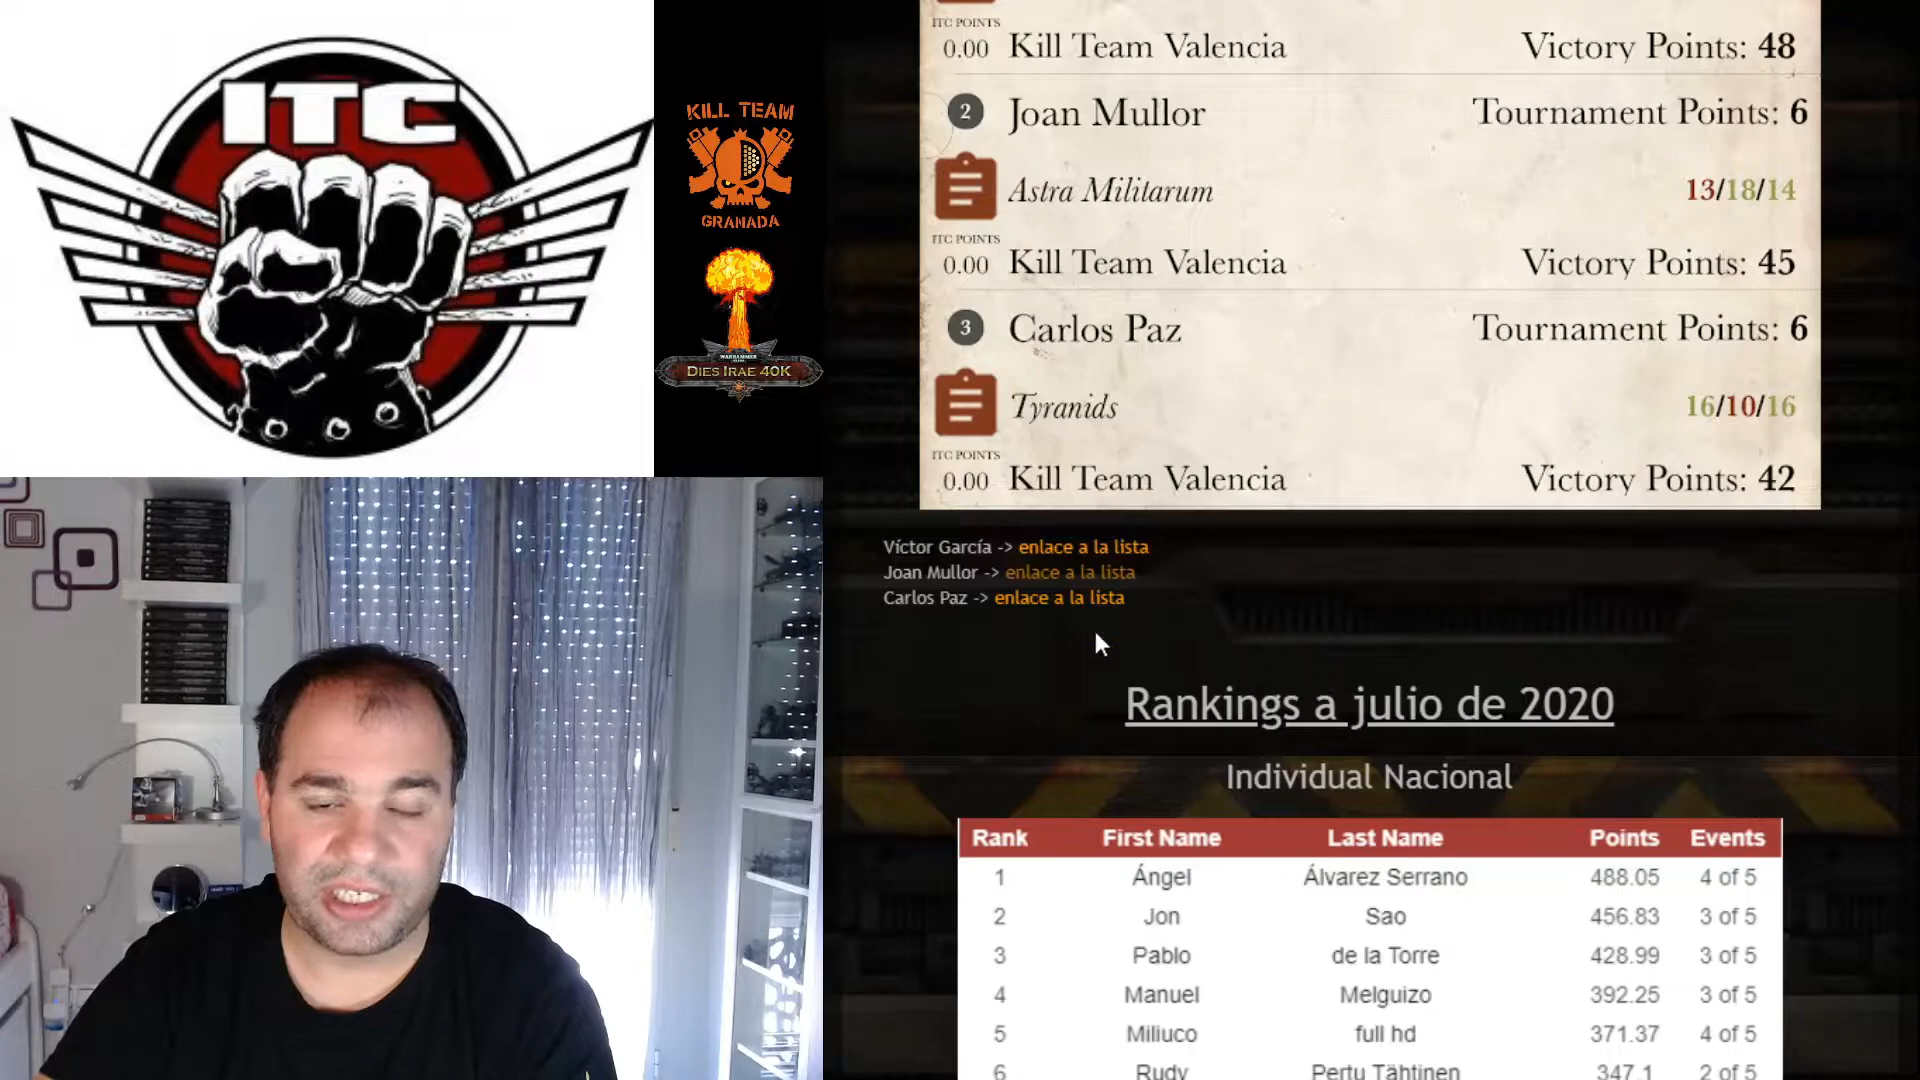 ITC
KILL TEAM
GRANADA
WARHAMMER
DIES IRAE 40K
ITC POINTS
0.00 Kill Team Valencia Victory Points: 48
2 Joan Mullor Tournament Points: 6
Astra Militarum 13/18/14
ITC POINTS
0.00 Kill Team Valencia Victory Points: 45
3 Carlos Paz Tournament Points: 6
Tyranids 16/10/16
ITC POINTS
0.00 Kill Team Valencia Victory Points: 42
Víctor García -> enlace a la lista
Joan Mullor -> enlace a la lista
Carlos Paz -> enlace a la lista
Rankings a julio de 2020
Individual Nacional
Rank First Name Last Name Points Events
1 Ángel Álvarez Serrano 488.05 4 of 5
2 Jon Sao 456.83 3 of 5
3 Pablo de la Torre 428.99 3 of 5
4 Manuel Melguizo 392.25 3 of 5
5 Miliuco full hd 371.37 4 of 5
6 Rudy Pertu Tähtinen 347.1 2 of 5